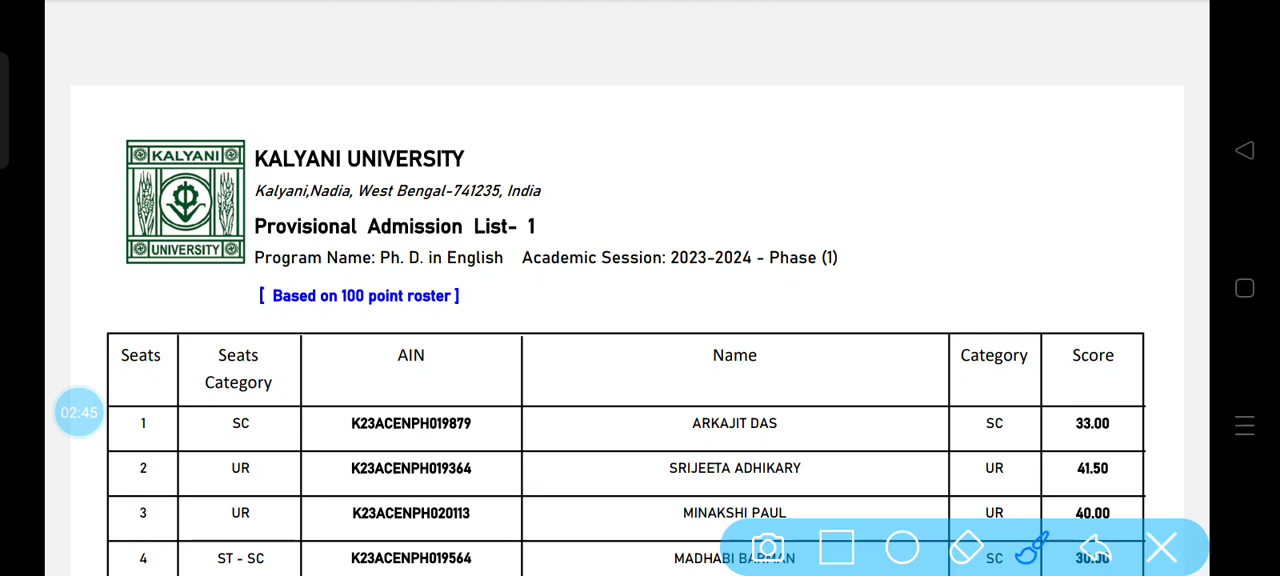 KALYANI
UNIVERSITY
KALYANI UNIVERSITY
Kalyani,Nadia, West Bengal-741235, India
Provisional Admission List- 1
Program Name: Ph. D. in English Academic Session: 2023-2024 - Phase (1)
[ Based on 100 point roster ]
Seats Seats Category AIN Name Category Score
02:45
1 SC K23ACENPH019879 ARKAJIT DAS SC 33.00
2 UR K23ACENPH019364 SRIJEETA ADHIKARY UR 41.50
3 UR K23ACENPH020113 MINAKSHI PAUL UR 40.00
4 ST - SC K23ACENPH019564 MADHABI BARMAN SC